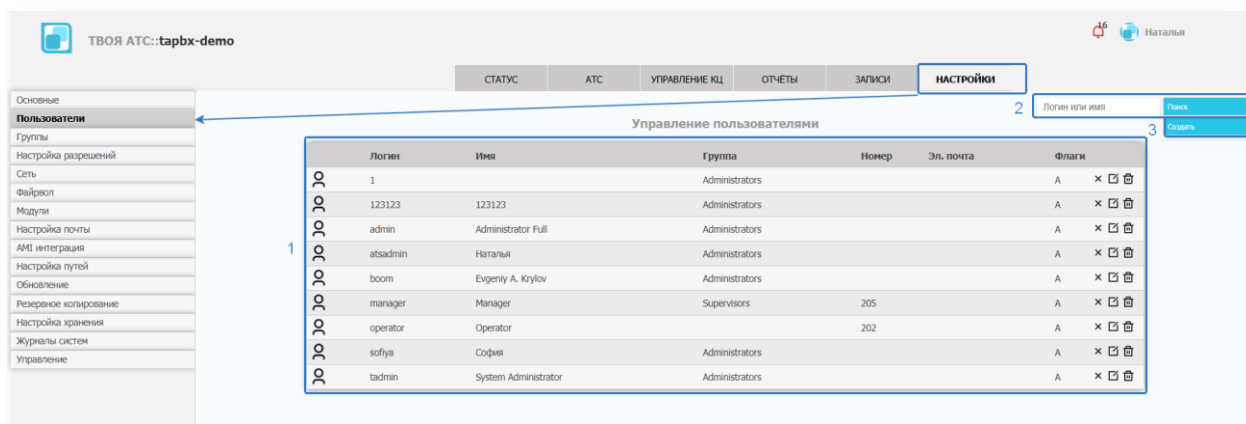 16
ТВОЯ АТС::tapbx-demo
Наталья
СТАТУС АТС УПРАВЛЕНИЕ КЦ ОТЧЁТЫ ЗАПИСИ НАСТРОЙКИ
Основные
Пользователи
Группы
Настройка разрешений
Сеть
Файрвол
Модули
Настройка почты
AMI интеграция
Настройка путей
Обновление
Резервное копирование
Настройка хранения
Журналы систем
Управление
2 Логин или имя Поиск
3 Создать
Управление пользователями
1
Логин Имя Группа Номер Эл. почта Флаги
1 Administrators A
123123 123123 Administrators A
admin Administrator Full Administrators A
atsadmin Наталья Administrators A
boom Evgeniy A. Krylov Administrators A
manager Manager Supervisors 205 A
operator Operator 202 A
sofiya София Administrators A
tadmin System Administrator Administrators A